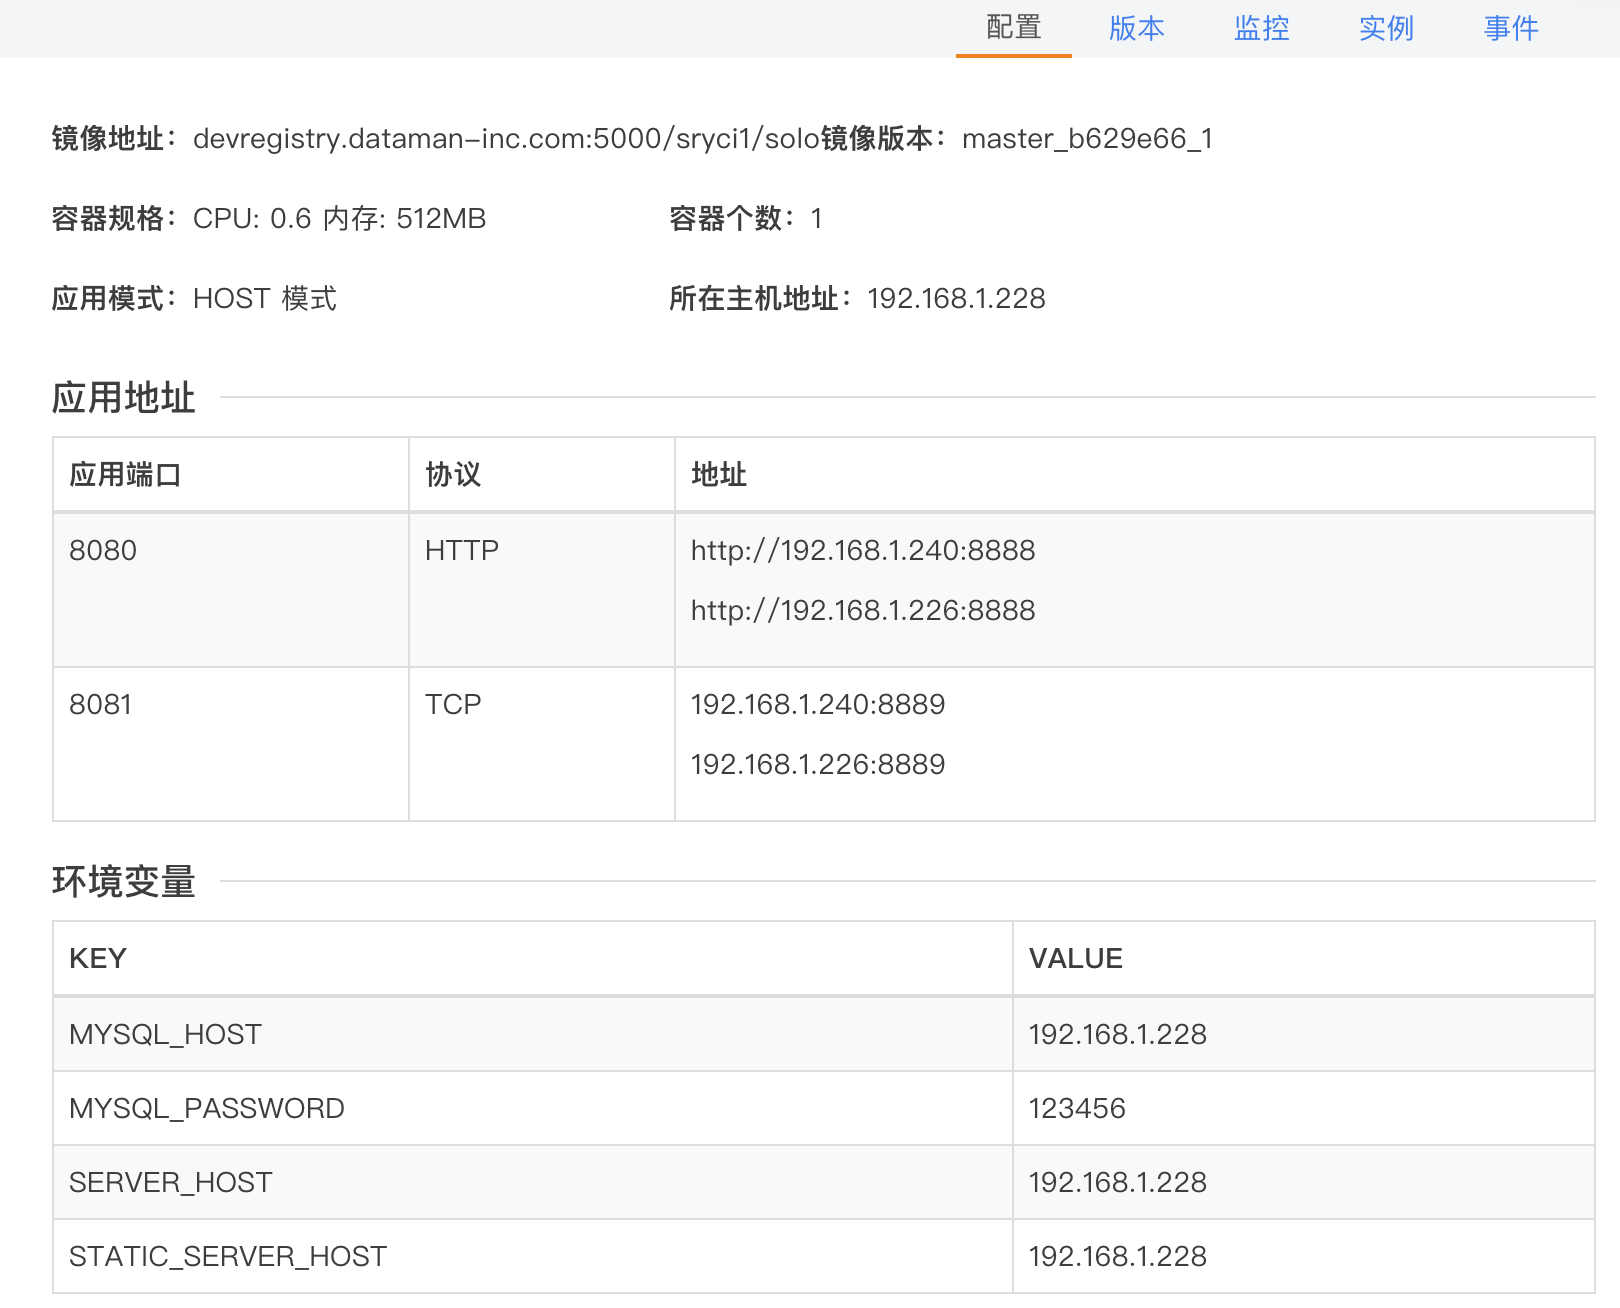 配置 版本 监控 实例 事件
镜像地址：devregistry.dataman-inc.com:5000/sryci1/solo镜像版本：master_b629e66_1
容器规格：CPU: 0.6 内存: 512MB 容器个数：1
应用模式：HOST 模式 所在主机地址：192.168.1.228
应用地址
应用端口 协议 地址
8080 HTTP http://192.168.1.240:8888
http://192.168.1.226:8888
8081 TCP 192.168.1.240:8889
192.168.1.226:8889
环境变量
KEY VALUE
MYSQL_HOST 192.168.1.228
MYSQL_PASSWORD 123456
SERVER_HOST 192.168.1.228
STATIC_SERVER_HOST 192.168.1.228